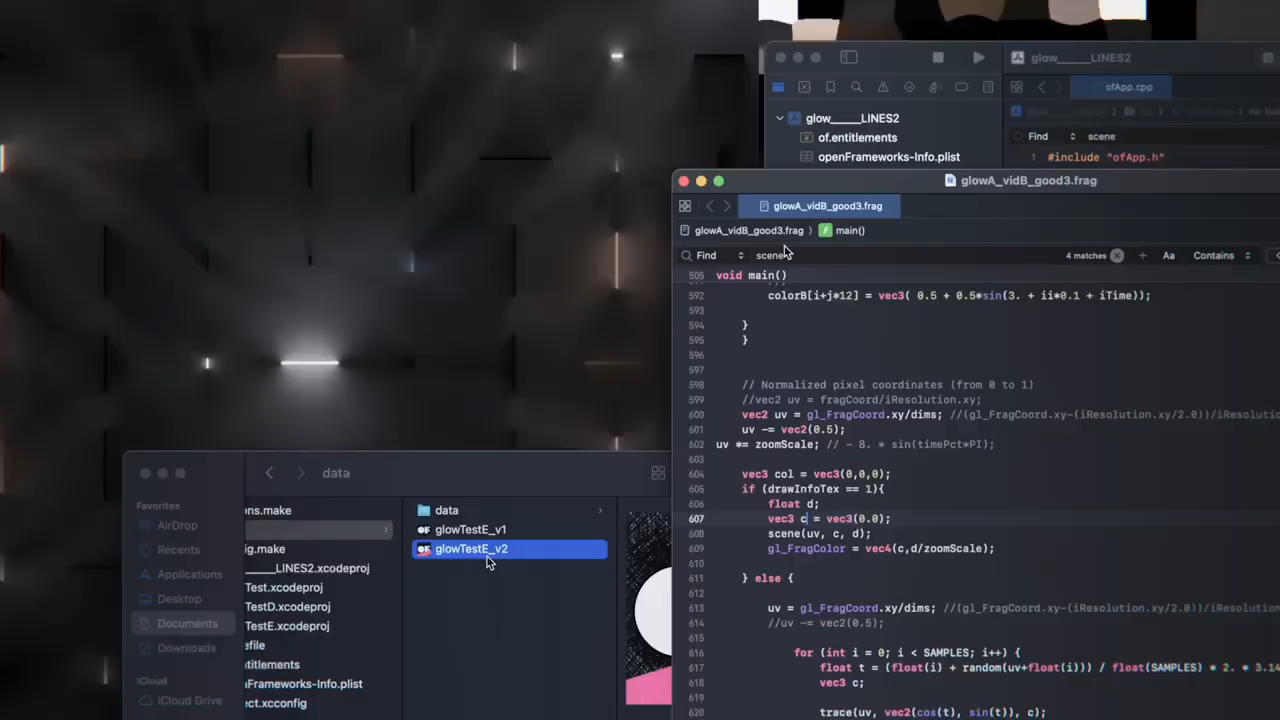 glow______LINES2
ofApp.cpp
glow______LINES2
of.entitlements
openFrameworks-Info.plist
Find
scene
1 #include "ofApp.h"
glowA_vidB_good3.frag
glowA_vidB_good3.frag
glowA_vidB_good3.frag
main()
Find
scene
4 matches
Aa
Contains
505 void main()
592 colorB[i+j*12] = vec3( 0.5 + 0.5*sin(3. + ii*0.1 + iTime));
593
594 }
595 }
596
597
598 // Normalized pixel coordinates (from 0 to 1)
599 //vec2 uv = fragCoord/iResolution.xy;
600 vec2 uv = gl_FragCoord.xy/dims; //(gl_FragCoord.xy-(iResolution.xy/2.0))/iResolution
601 uv -= vec2(0.5);
602 uv *= zoomScale; // - 8. * sin(timePct*PI);
603
604 vec3 col = vec3(0,0,0);
605 if (drawInfoTex == 1){
606 float d;
607 vec3 c = vec3(0.0);
608 scene(uv, c, d);
609 gl_FragColor = vec4(c,d/zoomScale);
610
611 } else {
612
613 uv = gl_FragCoord.xy/dims; //(gl_FragCoord.xy-(iResolution.xy/2.0))/iResolution
614 //uv -= vec2(0.5);
615
616 for (int i = 0; i < SAMPLES; i++) {
617 float t = (float(i) + random(uv+float(i))) / float(SAMPLES) * 2. * 3.14
618 vec3 c;
619
620 trace(uv, vec2(cos(t), sin(t)), c);
data
Favorites
AirDrop
Recents
Applications
Desktop
Documents
Downloads
iCloud
iCloud Drive
ons.make
ig.make
____LINES2.xcodeproj
Test.xcodeproj
TestD.xcodeproj
TestE.xcodeproj
efile
ntitlements
nFrameworks-Info.plist
ect.xcconfig
data
glowTestE_v1
glowTestE_v2